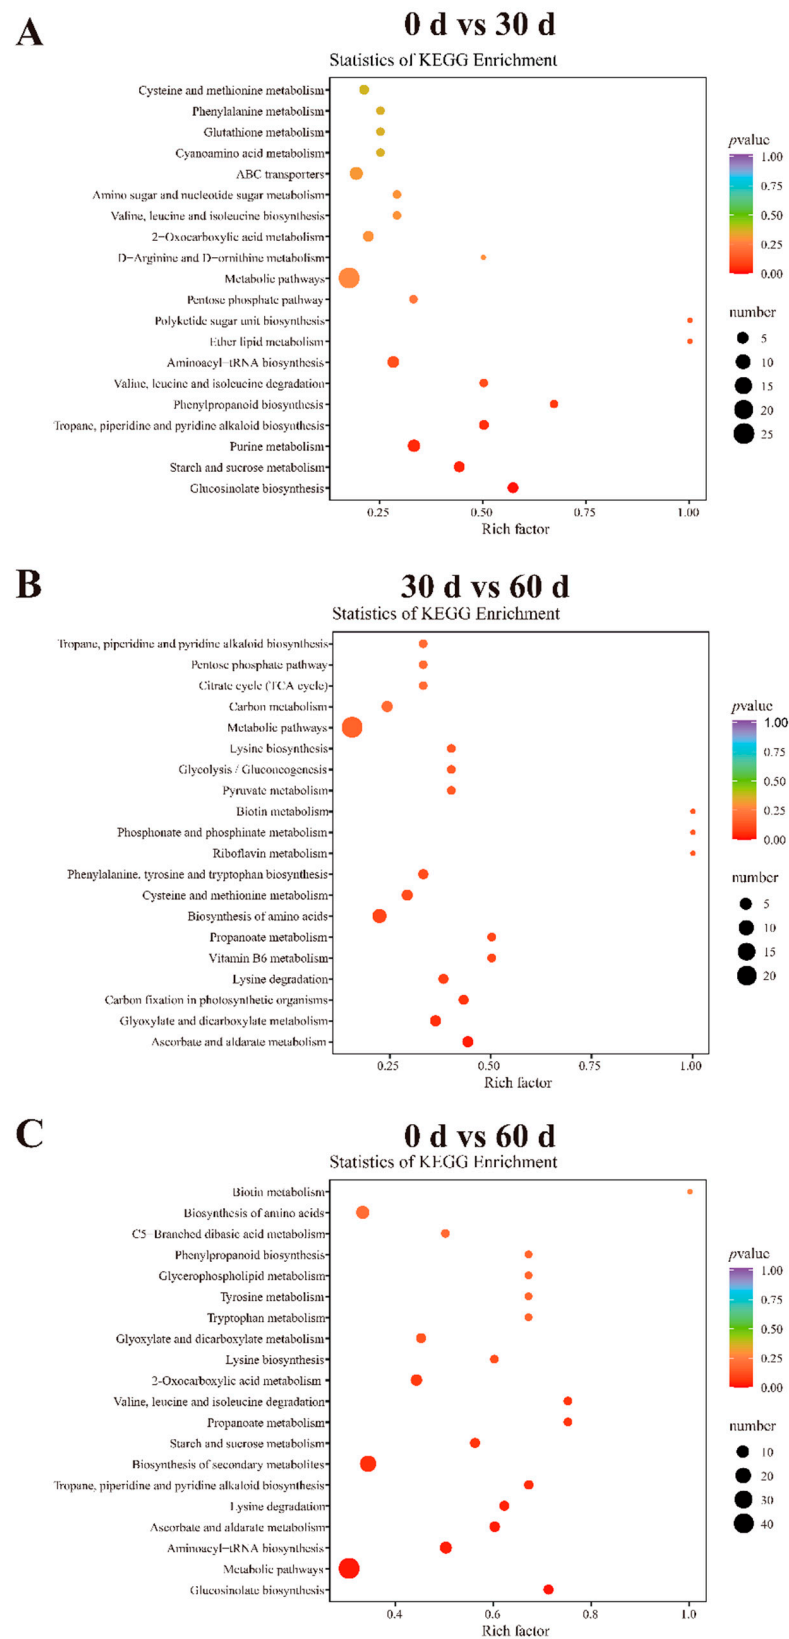 A
0 d vs 30 d
Statistics of KEGG Enrichment
Cysteine and methionine metabolism
Phenylalanine metabolism
Glutathione metabolism
Cyanoamino acid metabolism
ABC transporters
Amino sugar and nucleotide sugar metabolism
Valine, leucine and isoleucine biosynthesis
2−Oxocarboxylic acid metabolism
D−Arginine and D−ornithine metabolism
Metabolic pathways
Pentose phosphate pathway
Polyketide sugar unit biosynthesis
Ether lipid metabolism
Aminoacyl−tRNA biosynthesis
Valine, leucine and isoleucine degradation
Phenylpropanoid biosynthesis
Tropane, piperidine and pyridine alkaloid biosynthesis
Purine metabolism
Starch and sucrose metabolism
Glucosinolate biosynthesis
0.25 0.50 0.75 1.00
Rich factor
pvalue
1.00
0.75
0.50
0.25
0.00
number
5
10
15
20
25
B
30 d vs 60 d
Statistics of KEGG Enrichment
Tropane, piperidine and pyridine alkaloid biosynthesis
Pentose phosphate pathway
Citrate cycle (TCA cycle)
Carbon metabolism
Metabolic pathways
Lysine biosynthesis
Glycolysis / Gluconeogenesis
Pyruvate metabolism
Biotin metabolism
Phosphonate and phosphinate metabolism
Riboflavin metabolism
Phenylalanine, tyrosine and tryptophan biosynthesis
Cysteine and methionine metabolism
Biosynthesis of amino acids
Propanoate metabolism
Vitamin B6 metabolism
Lysine degradation
Carbon fixation in photosynthetic organisms
Glyoxylate and dicarboxylate metabolism
Ascorbate and aldarate metabolism
0.25 0.50 0.75 1.00
Rich factor
pvalue
1.00
0.75
0.50
0.25
0.00
number
5
10
15
20
C
0 d vs 60 d
Statistics of KEGG Enrichment
Biotin metabolism
Biosynthesis of amino acids
C5−Branched dibasic acid metabolism
Phenylpropanoid biosynthesis
Glycerophospholipid metabolism
Tyrosine metabolism
Tryptophan metabolism
Glyoxylate and dicarboxylate metabolism
Lysine biosynthesis
2-Oxocarboxylic acid metabolism
Valine, leucine and isoleucine degradation
Propanoate metabolism
Starch and sucrose metabolism
Biosynthesis of secondary metabolites
Tropane, piperidine and pyridine alkaloid biosynthesis
Lysine degradation
Ascorbate and aldarate metabolism
Aminoacyl−tRNA biosynthesis
Metabolic pathways
Glucosinolate biosynthesis
0.4 0.6 0.8 1.0
Rich factor
pvalue
1.00
0.75
0.50
0.25
0.00
number
10
20
30
40